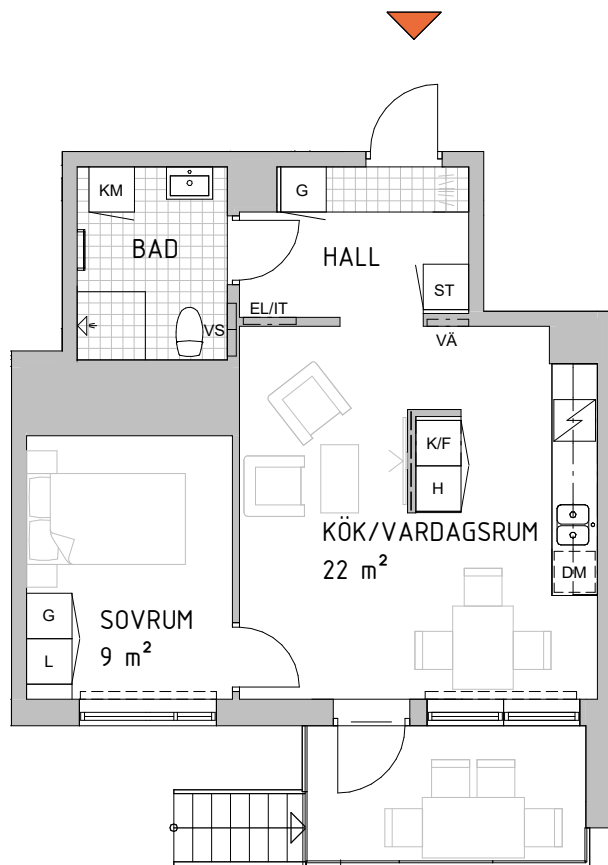 KM
G
BAD
HALL
ST
EL/IT
VS
VÄ
K/F
H
KÖK/VARDAGSRUM
22 m²
DM
G
SOVRUM
L
9 m²